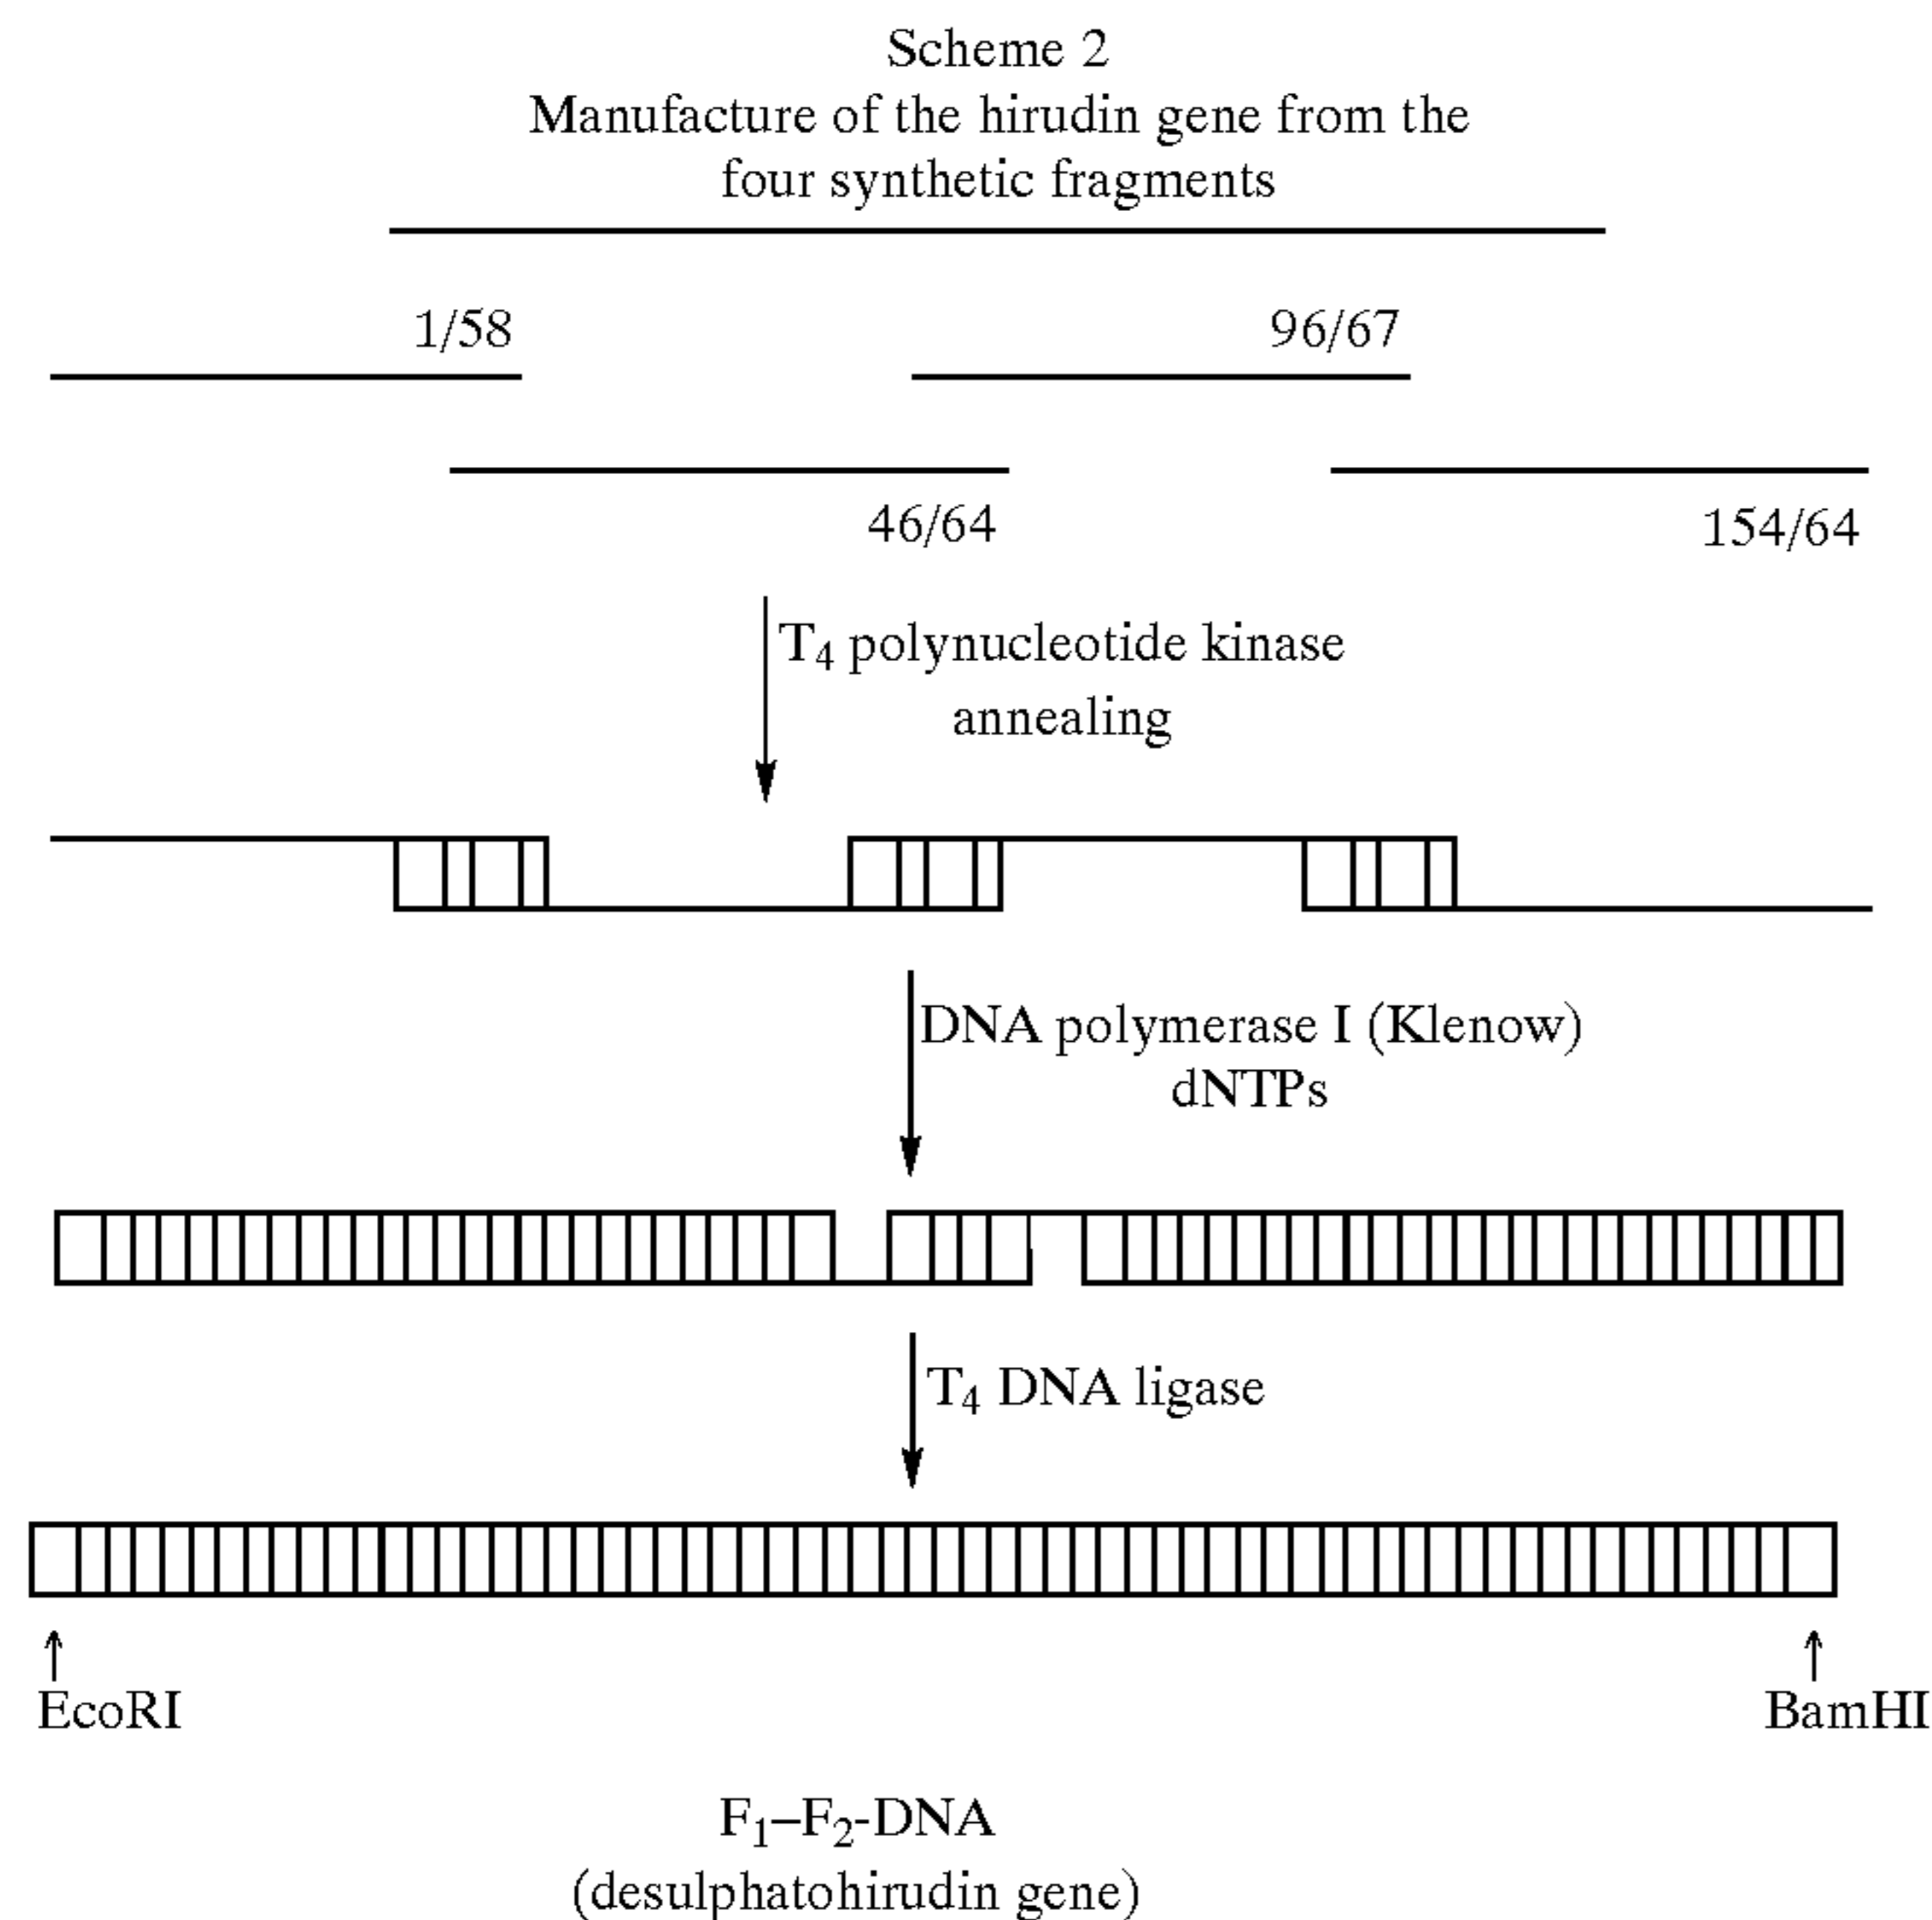 Scheme 2
Manufacture of the hirudin gene from the
four synthetic fragments
1/58
96/67
46/64
154/64
T₄ polynucleotide kinase
annealing
DNA polymerase I (Klenow)
dNTPs
T₄ DNA ligase
EcoRI
BamHI
F₁–F₂-DNA
(desulphatohirudin gene)